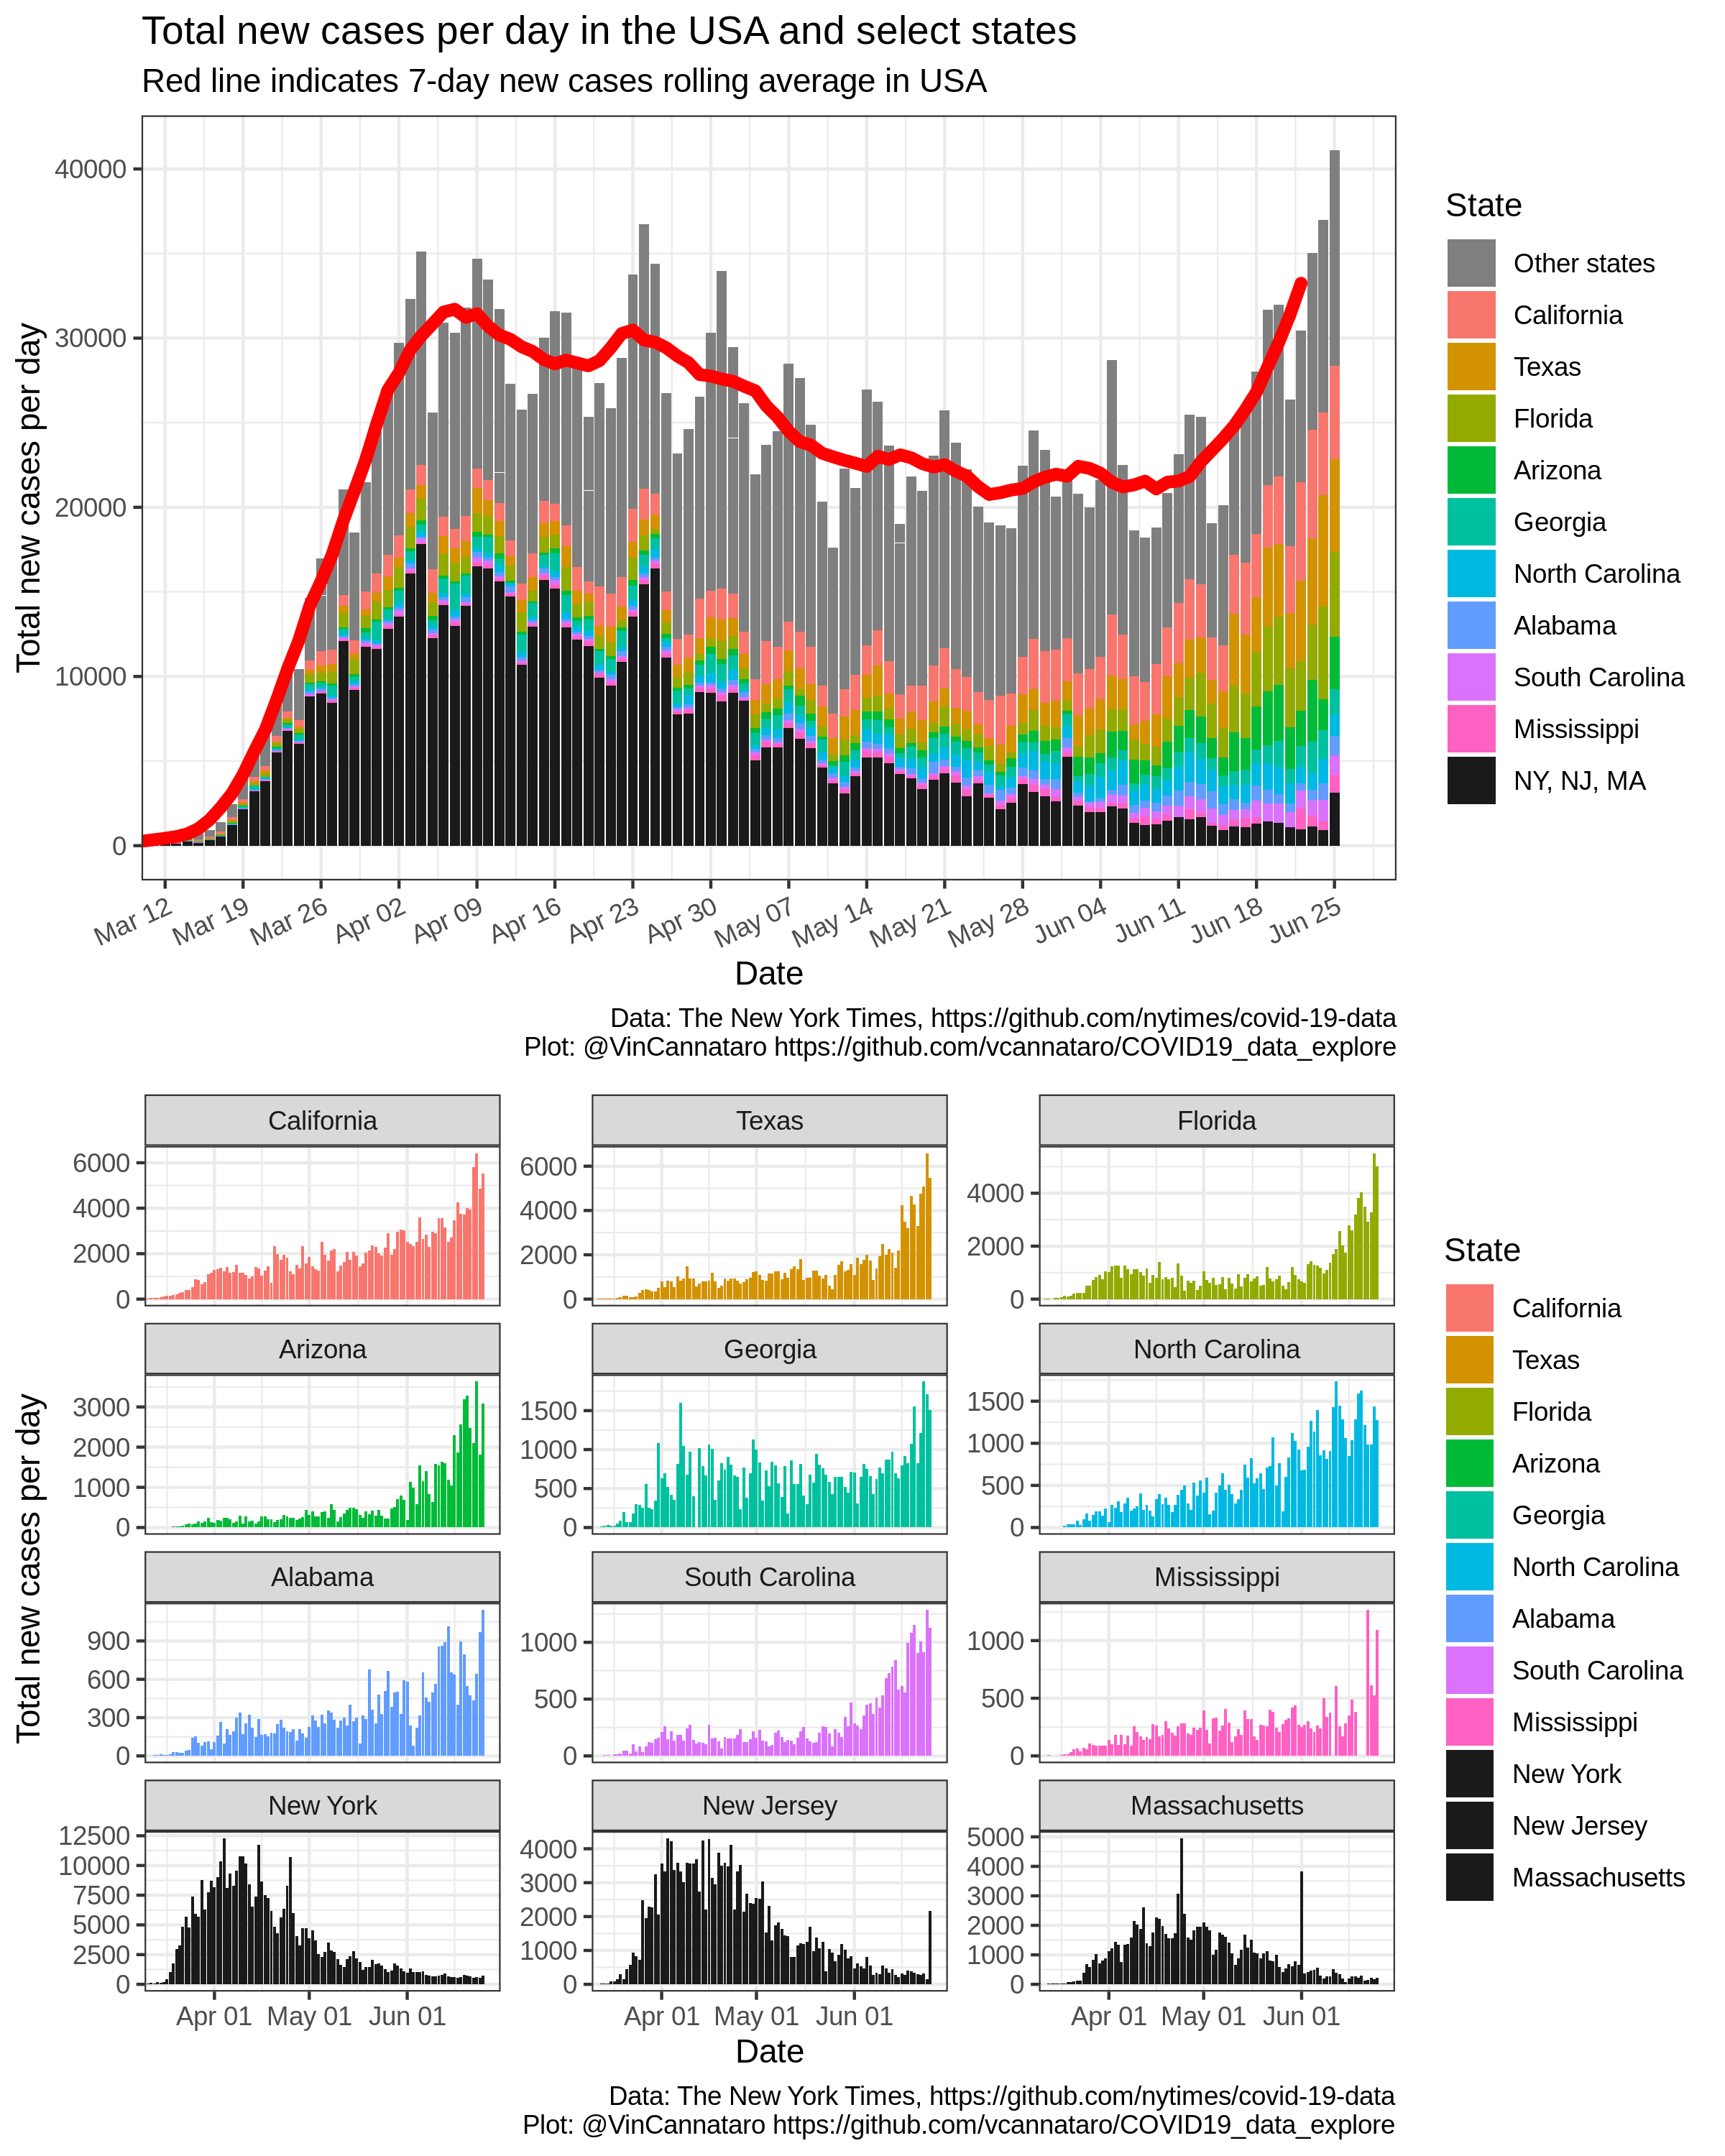 Total new cases per day in the USA and select states
Red line indicates 7-day new cases rolling average in USA
Total new cases per day
40000
30000
20000
10000
0
Mar 12 Mar 19 Mar 26 Apr 02 Apr 09 Apr 16 Apr 23 Apr 30 May 07 May 14 May 21 May 28 Jun 04 Jun 11 Jun 18 Jun 25
Date
State
Other states
California
Texas
Florida
Arizona
Georgia
North Carolina
Alabama
South Carolina
Mississippi
NY, NJ, MA
Data: The New York Times, https://github.com/nytimes/covid-19-data
Plot: @VinCannataro https://github.com/vcannataro/COVID19_data_explore
Total new cases per day
California
6000
4000
2000
0
Texas
6000
4000
2000
0
Florida
4000
2000
0
Arizona
3000
2000
1000
0
Georgia
1500
1000
500
0
North Carolina
1500
1000
500
0
Alabama
900
600
300
0
South Carolina
1000
500
0
Mississippi
1000
500
0
New York
12500
10000
7500
5000
2500
0
New Jersey
4000
3000
2000
1000
0
Massachusetts
5000
4000
3000
2000
1000
0
Apr 01 May 01 Jun 01
Apr 01 May 01 Jun 01
Apr 01 May 01 Jun 01
Date
State
California
Texas
Florida
Arizona
Georgia
North Carolina
Alabama
South Carolina
Mississippi
New York
New Jersey
Massachusetts
Data: The New York Times, https://github.com/nytimes/covid-19-data
Plot: @VinCannataro https://github.com/vcannataro/COVID19_data_explore